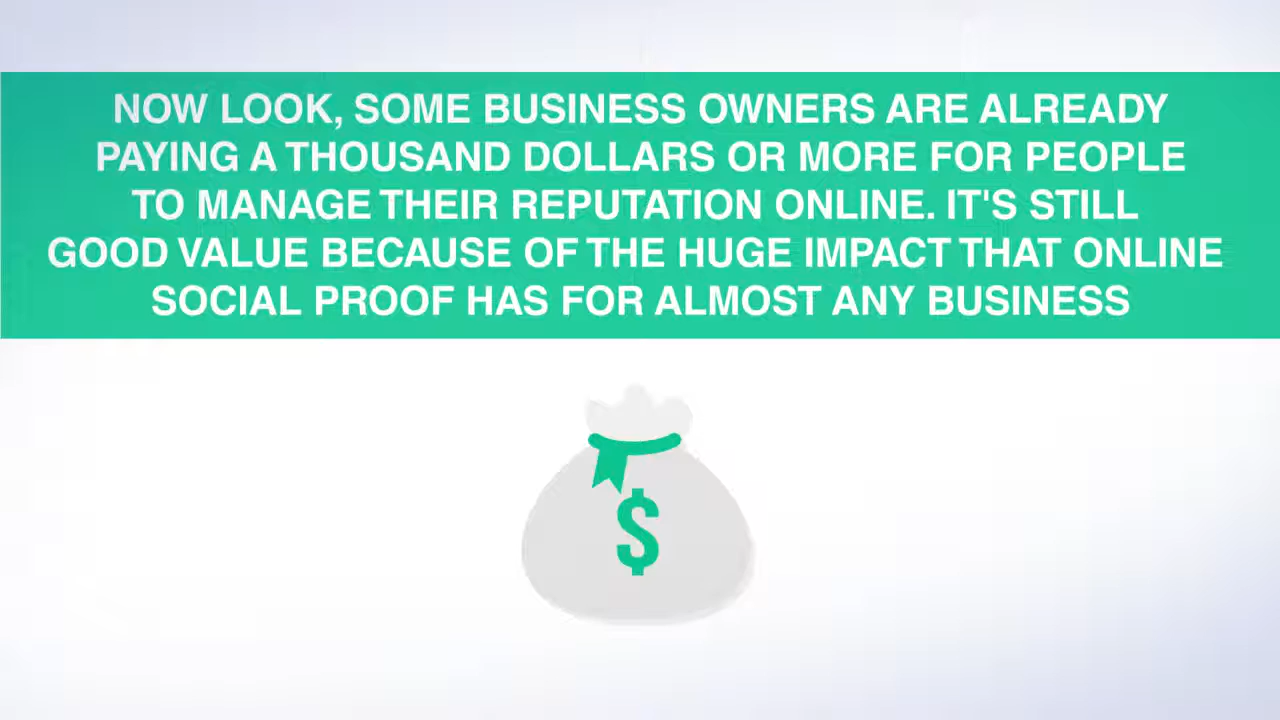 NOW LOOK, SOME BUSINESS OWNERS ARE ALREADY
PAYING A THOUSAND DOLLARS OR MORE FOR PEOPLE
TO MANAGE THEIR REPUTATION ONLINE. IT'S STILL
GOOD VALUE BECAUSE OF THE HUGE IMPACT THAT ONLINE
SOCIAL PROOF HAS FOR ALMOST ANY BUSINESS
$